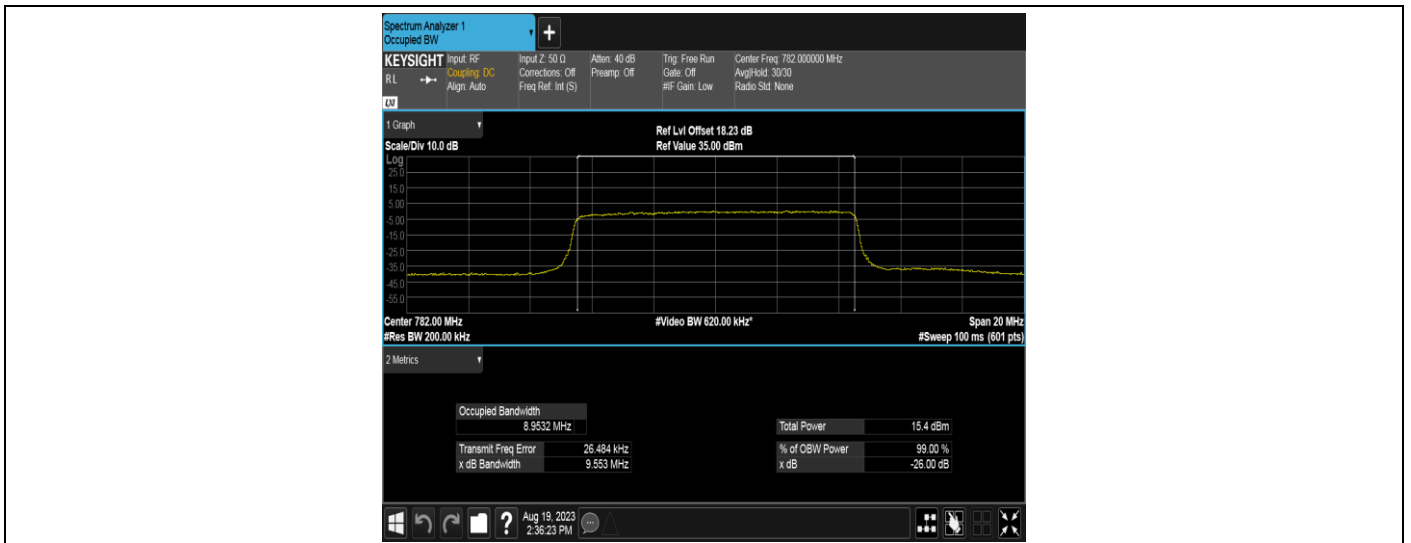 Spectrum Analyzer 1
Occupied BW
+
KEYSIGHT
RL
LXI
Input: RF
Coupling: DC
Align: Auto
Input Z: 50 Ω
Corrections: Off
Freq Ref: Int (S)
Atten: 40 dB
Preamp: Off
Trig: Free Run
Gate: Off
#IF Gain: Low
Center Freq: 782.000000 MHz
Avg|Hold: 30/30
Radio Std: None
1 Graph
Ref Lvl Offset 18.23 dB
Scale/Div 10.0 dB
Ref Value 35.00 dBm
Log
25.0
15.0
5.00
-5.00
-15.0
-25.0
-35.0
-45.0
-55.0
Center 782.00 MHz
#Video BW 620.00 kHz*
Span 20 MHz
#Res BW 200.00 kHz
#Sweep 100 ms (601 pts)
2 Metrics
Occupied Bandwidth
8.9532 MHz
Total Power 15.4 dBm
Transmit Freq Error 26.484 kHz
% of OBW Power 99.00 %
x dB Bandwidth 9.553 MHz
x dB -26.00 dB
?
Aug 19, 2023
2:36:23 PM